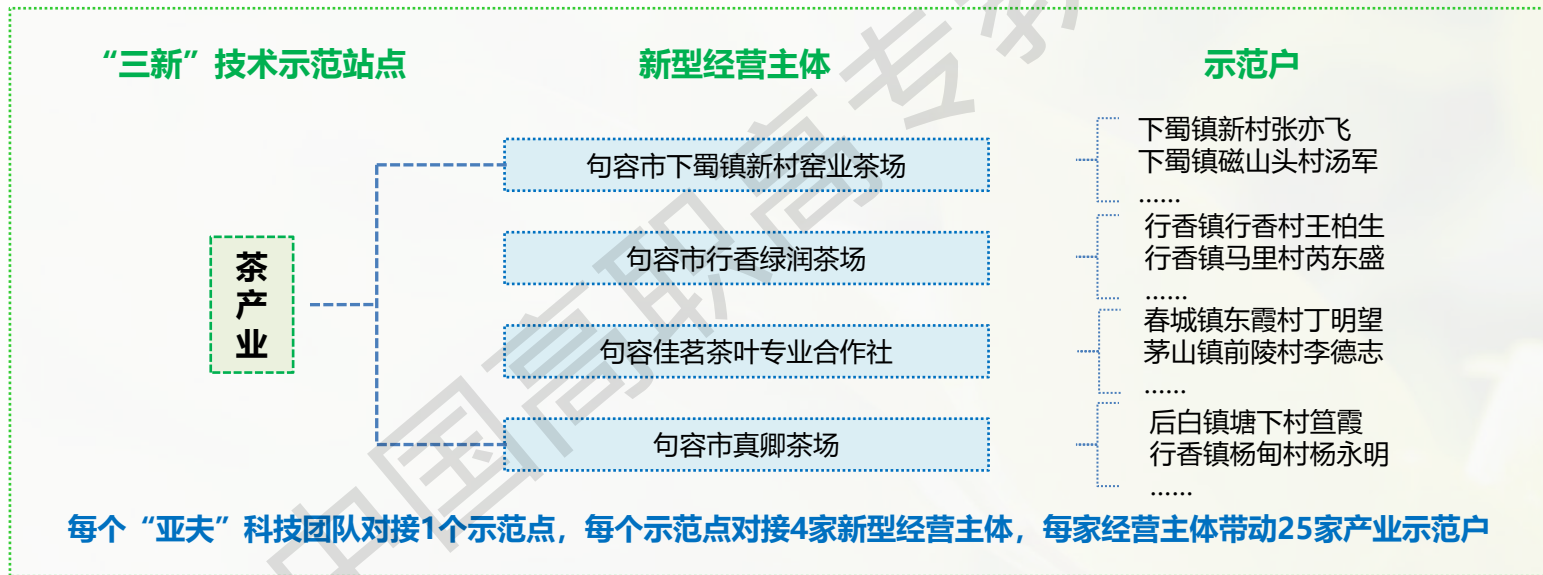 “三新”技术示范站点
新型经营主体
示范户
茶产业
句容市下蜀镇新村窑业茶场
下蜀镇新村张亦飞
下蜀镇磁山头村汤军
......
句容市行香绿润茶场
行香镇行香村王柏生
行香镇马里村芮东盛
......
句容佳茗茶叶专业合作社
春城镇东霞村丁明望
茅山镇前陵村李德志
......
句容市真卿茶场
后白镇塘下村笪霞
行香镇杨甸村杨永明
......
每个“亚夫”科技团队对接1个示范点，每个示范点对接4家新型经营主体，每家经营主体带动25家产业示范户
中国高职高专教